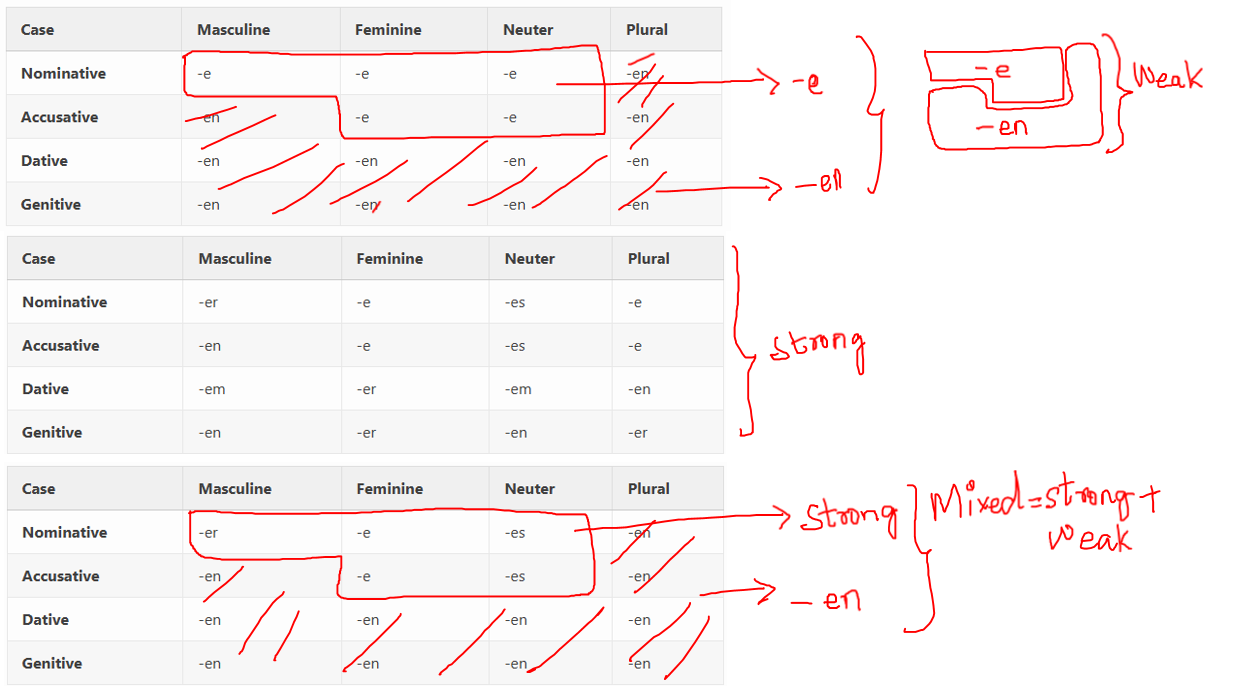 Case Masculine Feminine Neuter Plural
Nominative -e -e -e -en
Accusative -en -e -e -en
Dative -en -en -en -en
Genitive -en -en -en -en
-e
-en
-e
-en
Weak
Case Masculine Feminine Neuter Plural
Nominative -er -e -es -e
Accusative -en -e -es -e
Dative -em -er -em -en
Genitive -en -er -en -er
strong
Case Masculine Feminine Neuter Plural
Nominative -er -e -es -en
Accusative -en -e -es -en
Dative -en -en -en -en
Genitive -en -en -en -en
strong
-en
Mixed=strong+
weak